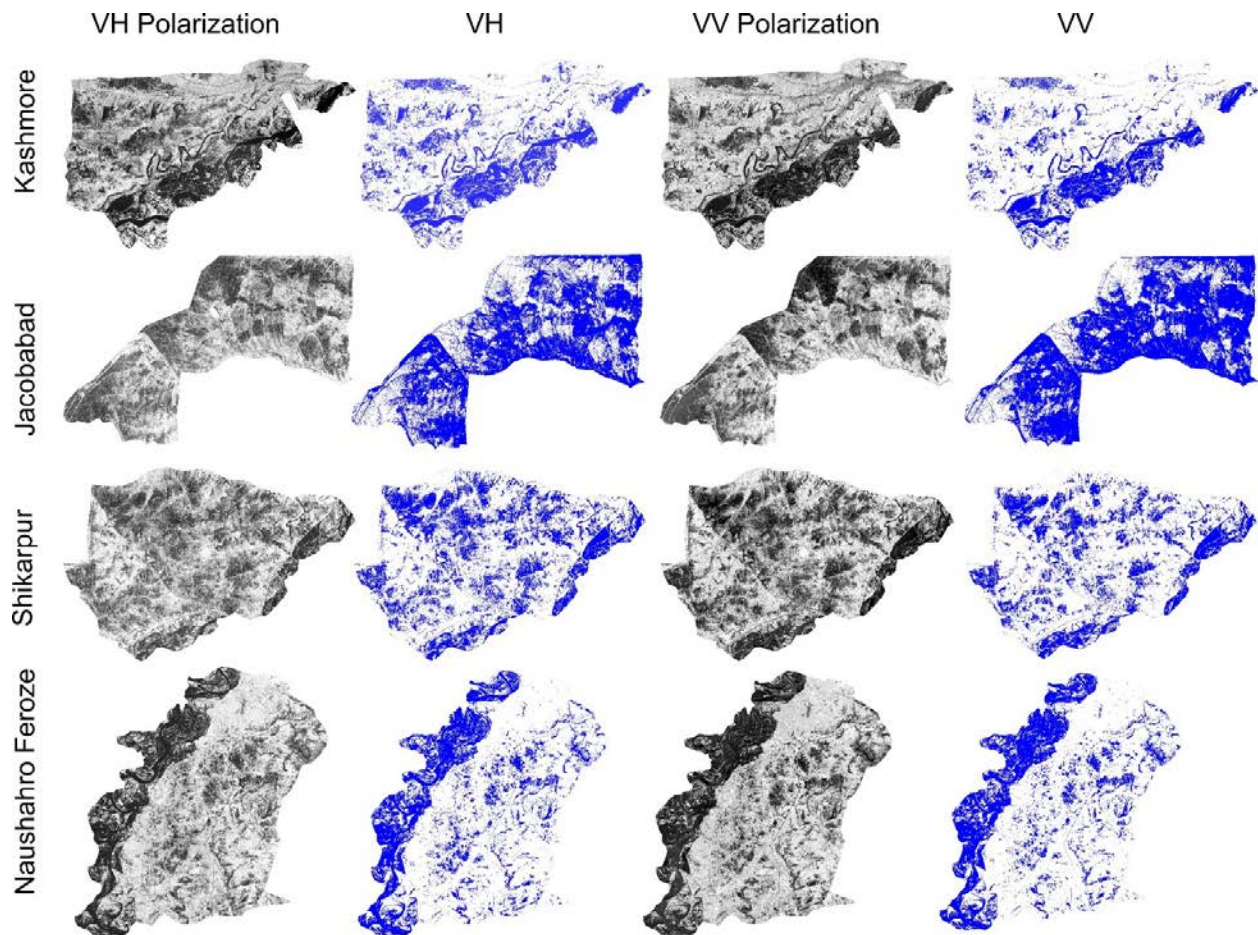 VH Polarization VH VV Polarization VV
Kashmore
Jacobabad
Shikarpur
Naushahro Feroze